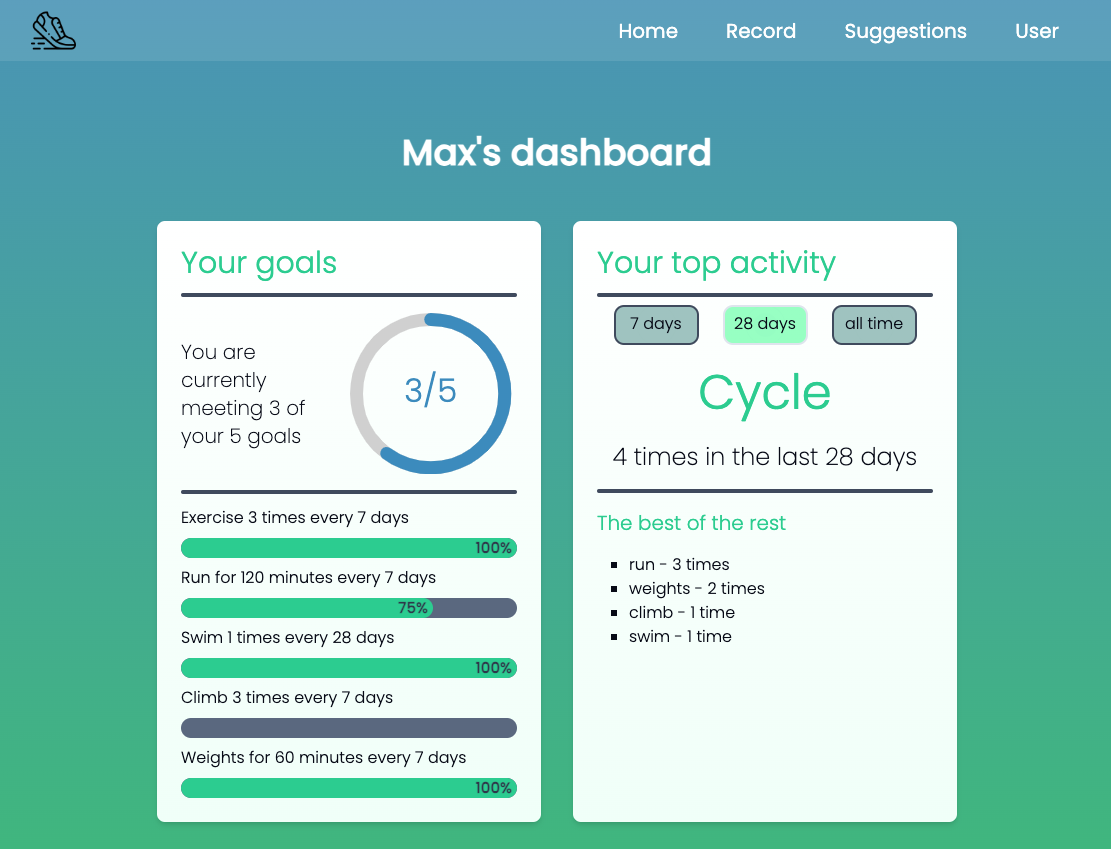 Home Record Suggestions User
Max's dashboard
Your goals
You are
currently
meeting 3 of
your 5 goals
3/5
Exercise 3 times every 7 days
100%
Run for 120 minutes every 7 days
75%
Swim 1 times every 28 days
100%
Climb 3 times every 7 days
Weights for 60 minutes every 7 days
100%
Your top activity
7 days 28 days all time
Cycle
4 times in the last 28 days
The best of the rest
run - 3 times
weights - 2 times
climb - 1 time
swim - 1 time